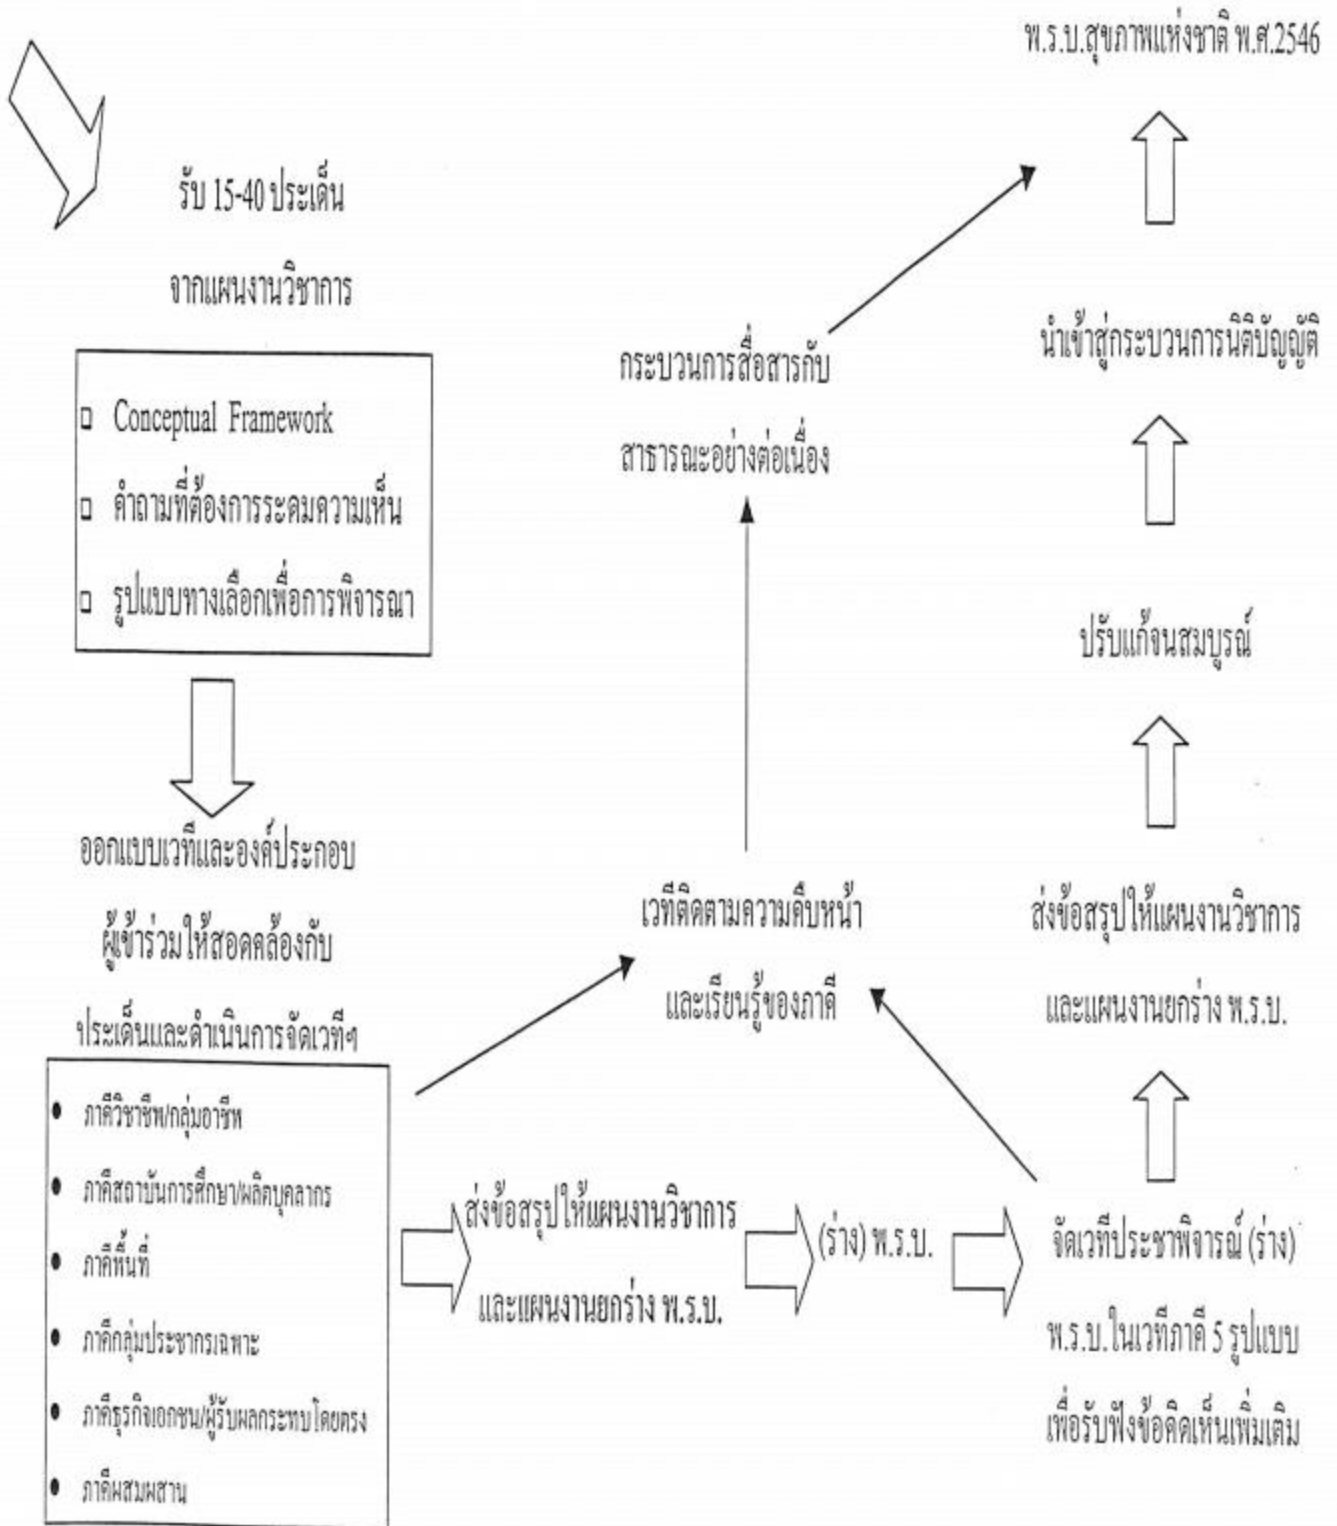 รับ 15-40 ประเด็น
จากแผนงานวิชาการ
□ Conceptual Framework
□ คำถามที่ต้องการระดมความเห็น
□ รูปแบบทางเลือกเพื่อการพิจารณา
ออกแบบเวทีและองค์ประกอบ
ผู้เข้าร่วมให้สอดคล้องกับ
ประเด็นและดำเนินการจัดเวทีฯ
● ภาคีวิชาชีพ/กลุ่มอาชีพ
● ภาคีสถาบันการศึกษา/ผลิตบุคลากร
● ภาคีพื้นที่
● ภาคีกลุ่มประชากรเฉพาะ
● ภาคีธุรกิจเอกชน/ผู้รับผลกระทบโดยตรง
● ภาคีผสมผสาน
ส่งข้อสรุปให้แผนงานวิชาการ
และแผนงานยกร่าง พ.ร.บ.
(ร่าง) พ.ร.บ.
จัดเวทีประชาพิจารณ์ (ร่าง)
พ.ร.บ.ในเวทีภาคี 5 รูปแบบ
เพื่อรับฟังข้อคิดเห็นเพิ่มเติม
เวทีติดตามความคืบหน้า
และเรียนรู้ของภาคี
กระบวนการสื่อสารกับ
สาธารณะอย่างต่อเนื่อง
ส่งข้อสรุปให้แผนงานวิชาการ
และแผนงานยกร่าง พ.ร.บ.
ปรับแก้จนสมบูรณ์
นำเข้าสู่กระบวนการนิติบัญญัติ
พ.ร.บ.สุขภาพแห่งชาติ พ.ศ.2546